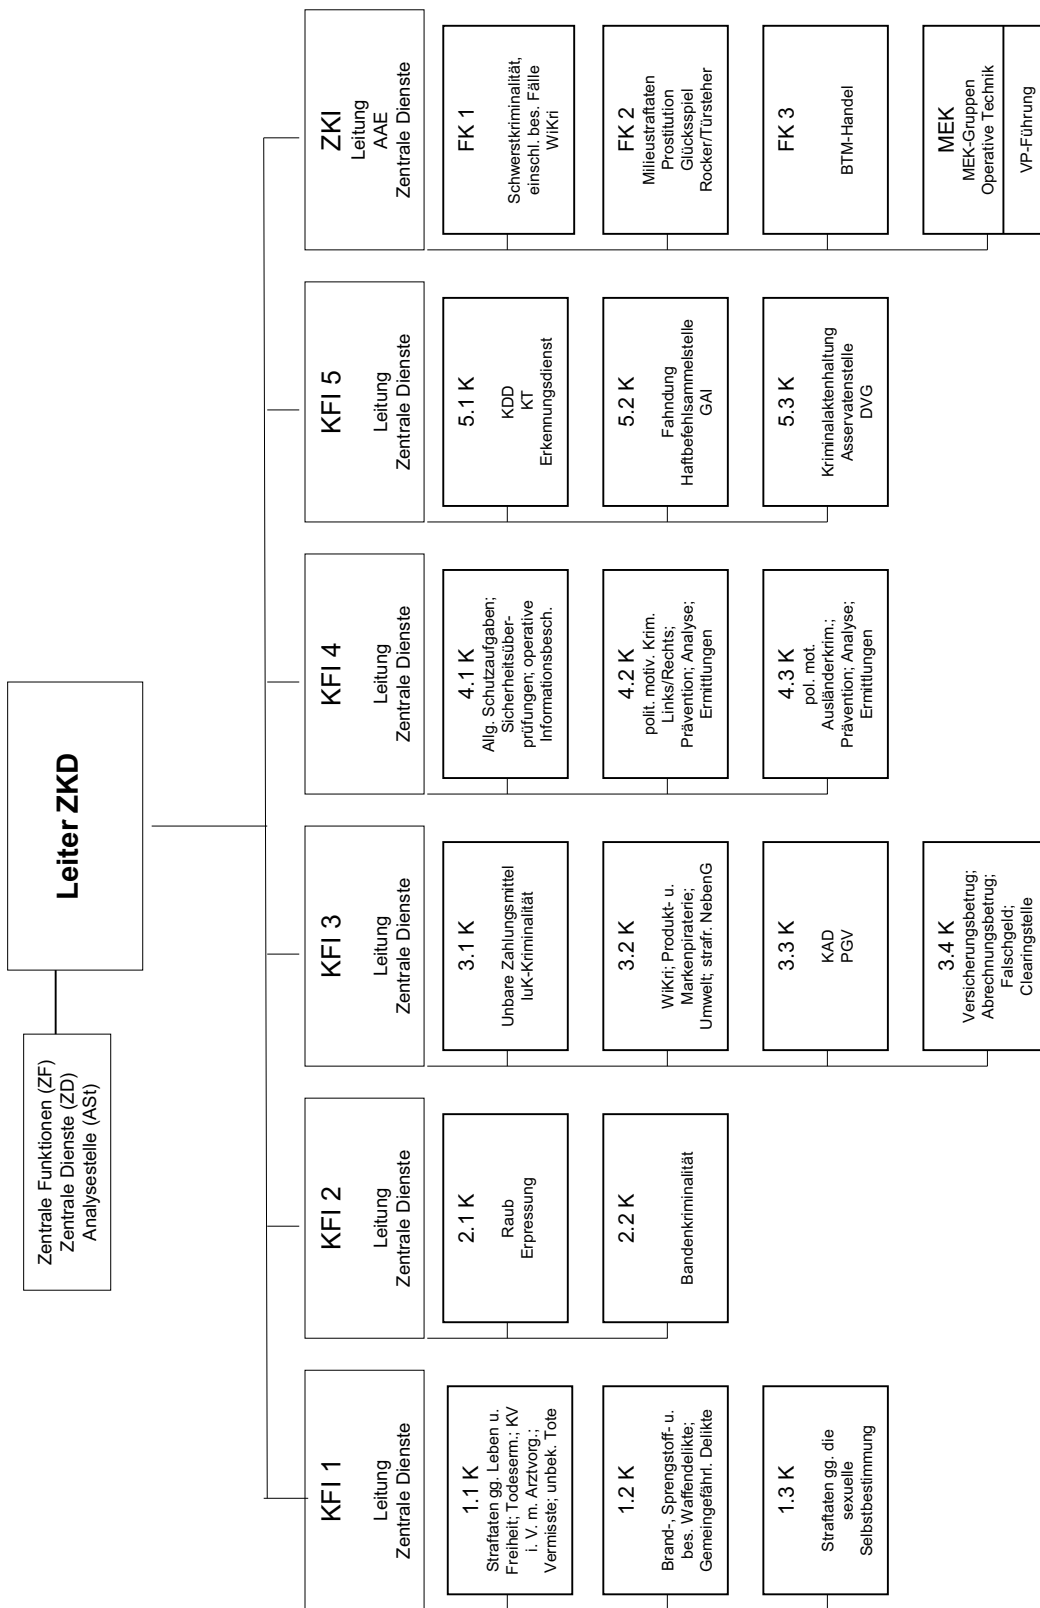 Leiter ZKD
Zentrale Funktionen (ZF)
Zentrale Dienste (ZD)
Analysestelle (ASt)
KFI 1
Leitung
Zentrale Dienste
1.1 K
Straftaten gg. Leben u.
Freiheit; Todeserm.; KV
i. V. m. Arztvorg.;
Vermisste; unbek. Tote
1.2 K
Brand-, Sprengstoff- u.
bes. Waffendelikte;
Gemeingefährl. Delikte
1.3 K
Straftaten gg. die
sexuelle
Selbstbestimmung
KFI 2
Leitung
Zentrale Dienste
2.1 K
Raub
Erpressung
2.2 K
Bandenkriminalität
KFI 3
Leitung
Zentrale Dienste
3.1 K
Unbare Zahlungsmittel
IuK-Kriminalität
3.2 K
WiKri; Produkt- u.
Markenpiraterie;
Umwelt; strafr. NebenG
3.3 K
KAD
PGV
3.4 K
Versicherungsbetrug;
Abrechnungsbetrug;
Falschgeld;
Clearingstelle
KFI 4
Leitung
Zentrale Dienste
4.1 K
Allg. Schutzaufgaben;
Sicherheitsüber-
prüfungen; operative
Informationsbesch.
4.2 K
polit. motiv. Krim.
Links/Rechts;
Prävention; Analyse;
Ermittlungen
4.3 K
pol. mot.
Ausländerkrim.;
Prävention; Analyse;
Ermittlungen
KFI 5
Leitung
Zentrale Dienste
5.1 K
KDD
KT
Erkennungsdienst
5.2 K
Fahndung
Haftbefehlsammelstelle
GAI
5.3 K
Kriminalaktenhaltung
Asservatenstelle
DVG
ZKI
Leitung
AAE
Zentrale Dienste
FK 1
Schwerstkriminalität,
einschl. bes. Fälle
WiKri
FK 2
Milieustraftaten
Prostitution
Glücksspiel
Rocker/Türsteher
FK 3
BTM-Handel
MEK
MEK-Gruppen
Operative Technik
VP-Führung